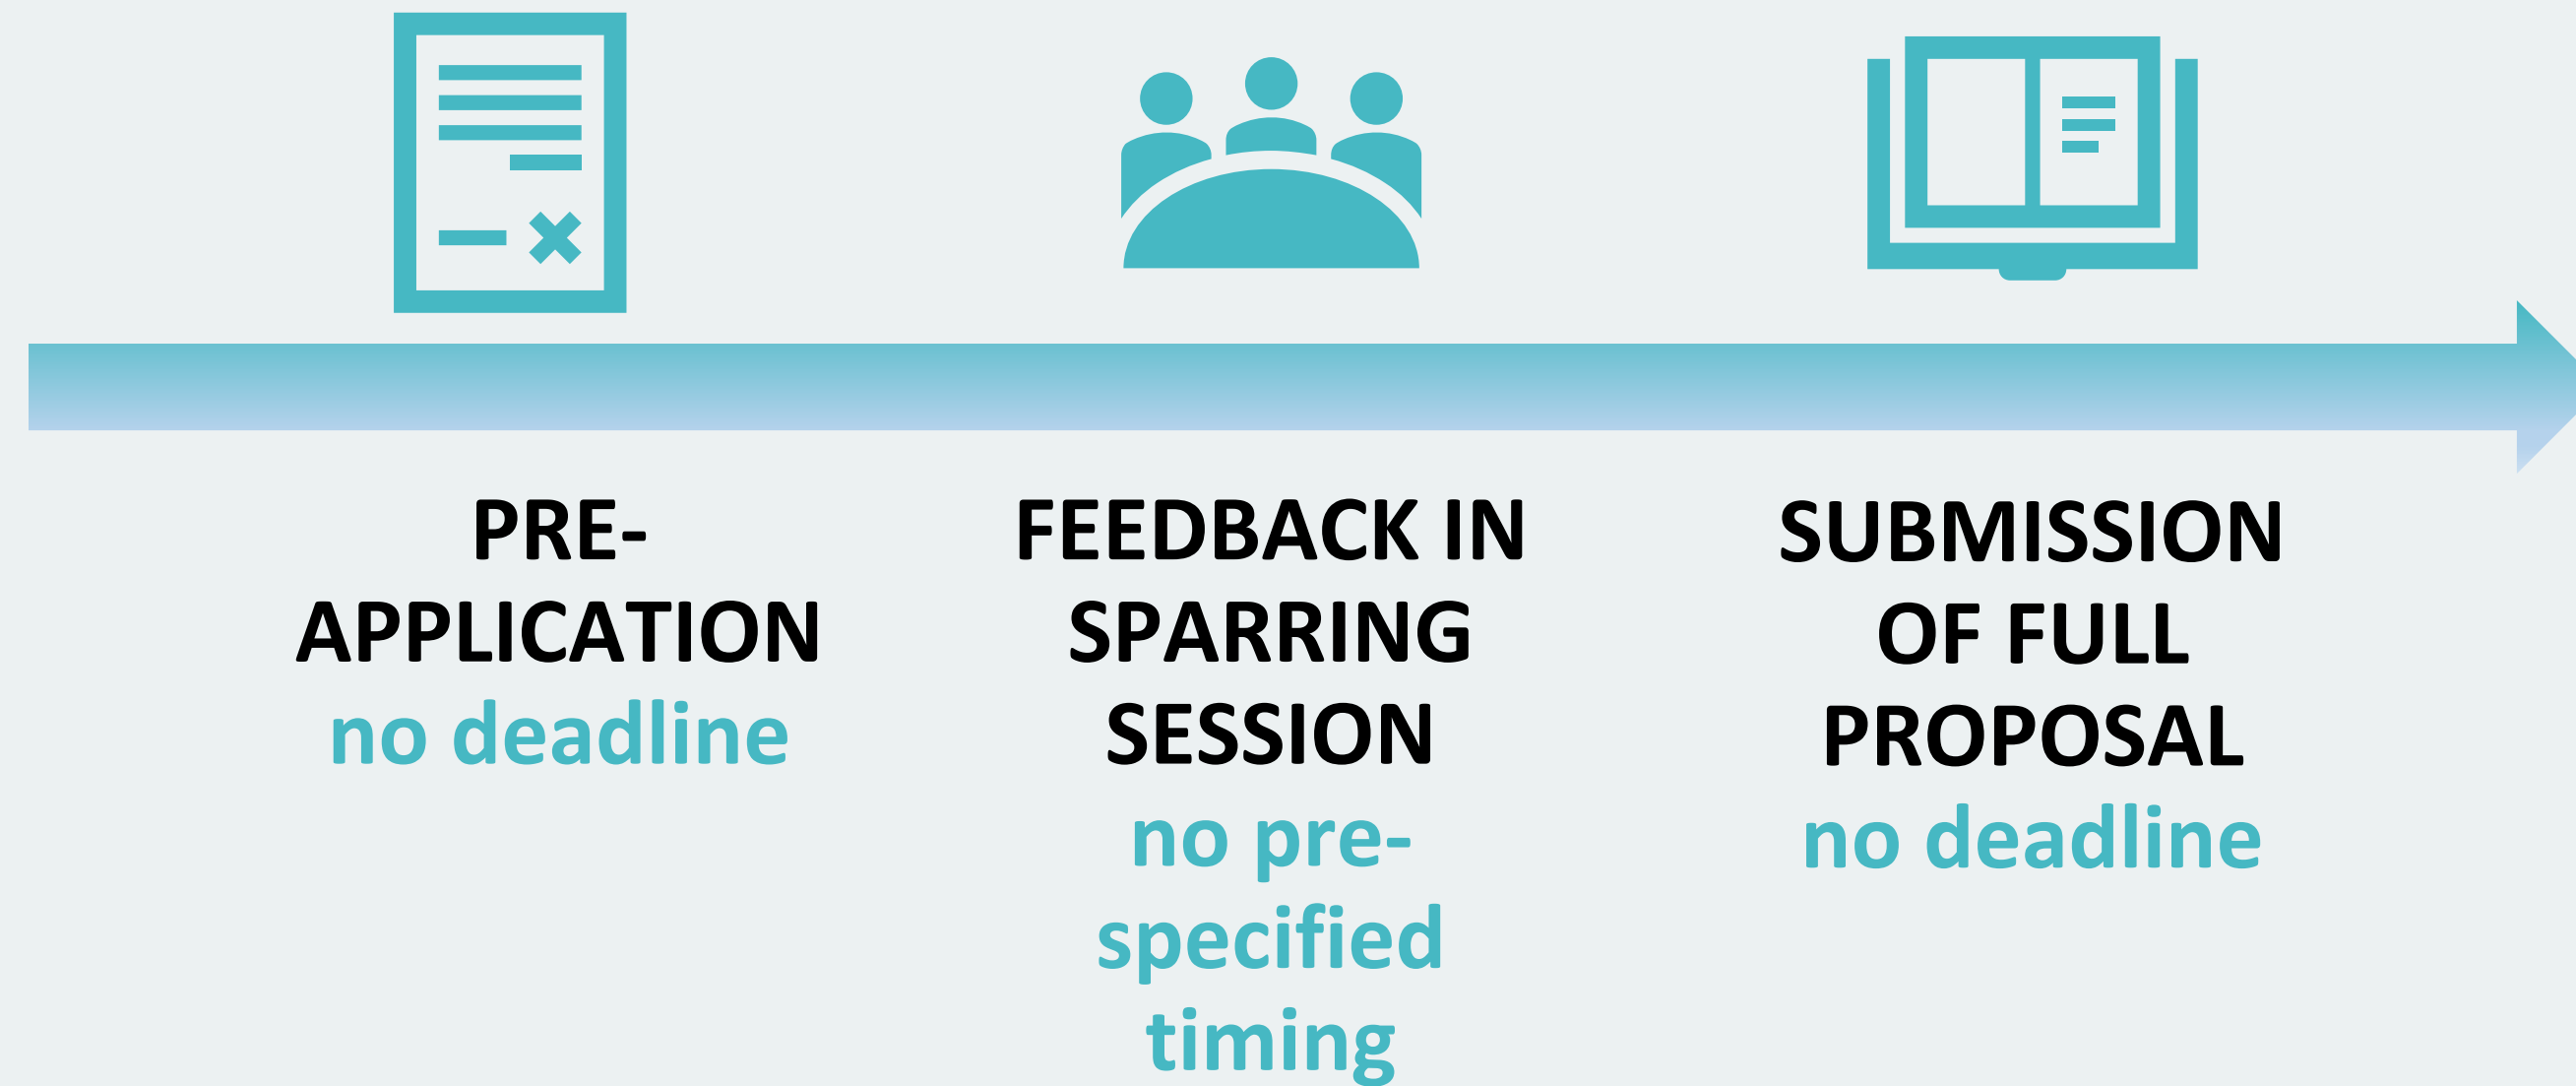 PRE-
APPLICATION
no deadline
FEEDBACK IN
SPARRING
SESSION
no pre-
specified
timing
SUBMISSION
OF FULL
PROPOSAL
no deadline